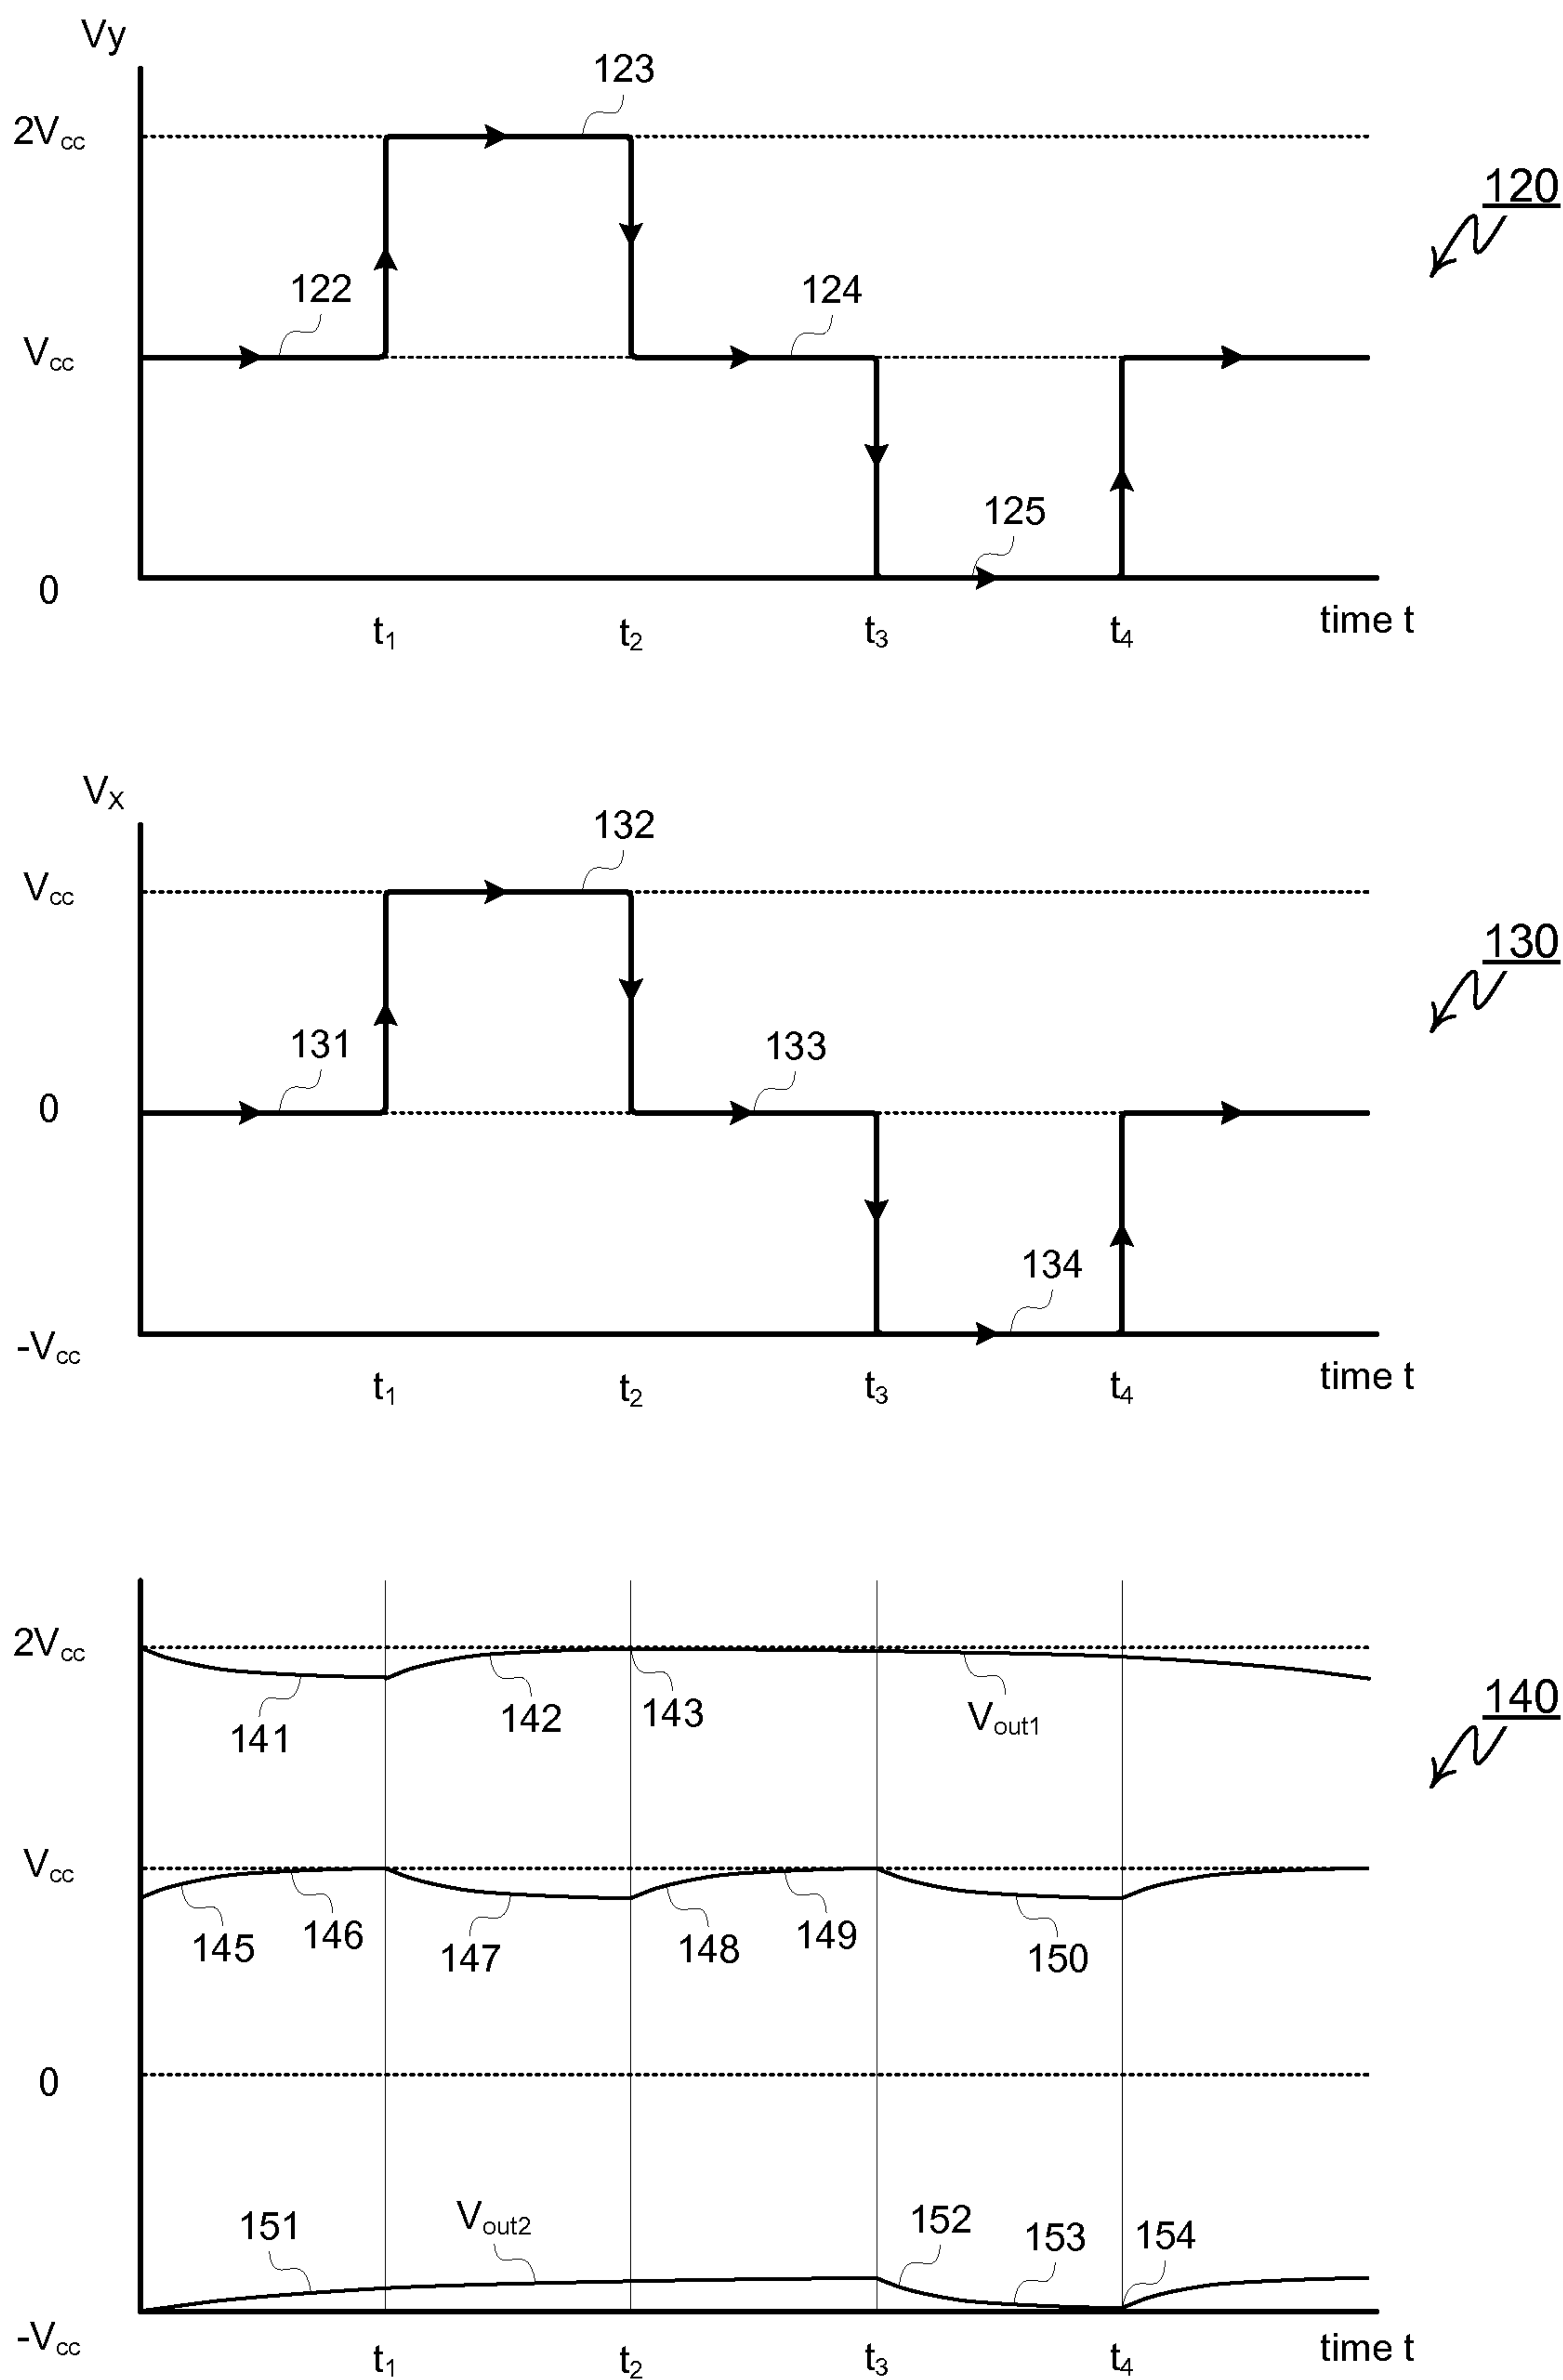 Vy
123
2Vcc
120
122
124
Vcc
125
0
t1 t2 t3 t4 time t
VX
132
Vcc
130
131
133
0
134
-Vcc
t1 t2 t3 t4 time t
2Vcc
140
141 142 143 Vout1
Vcc
145 146 147 148 149 150
0
151 Vout2 152 153 154
-Vcc
t1 t2 t3 t4 time t